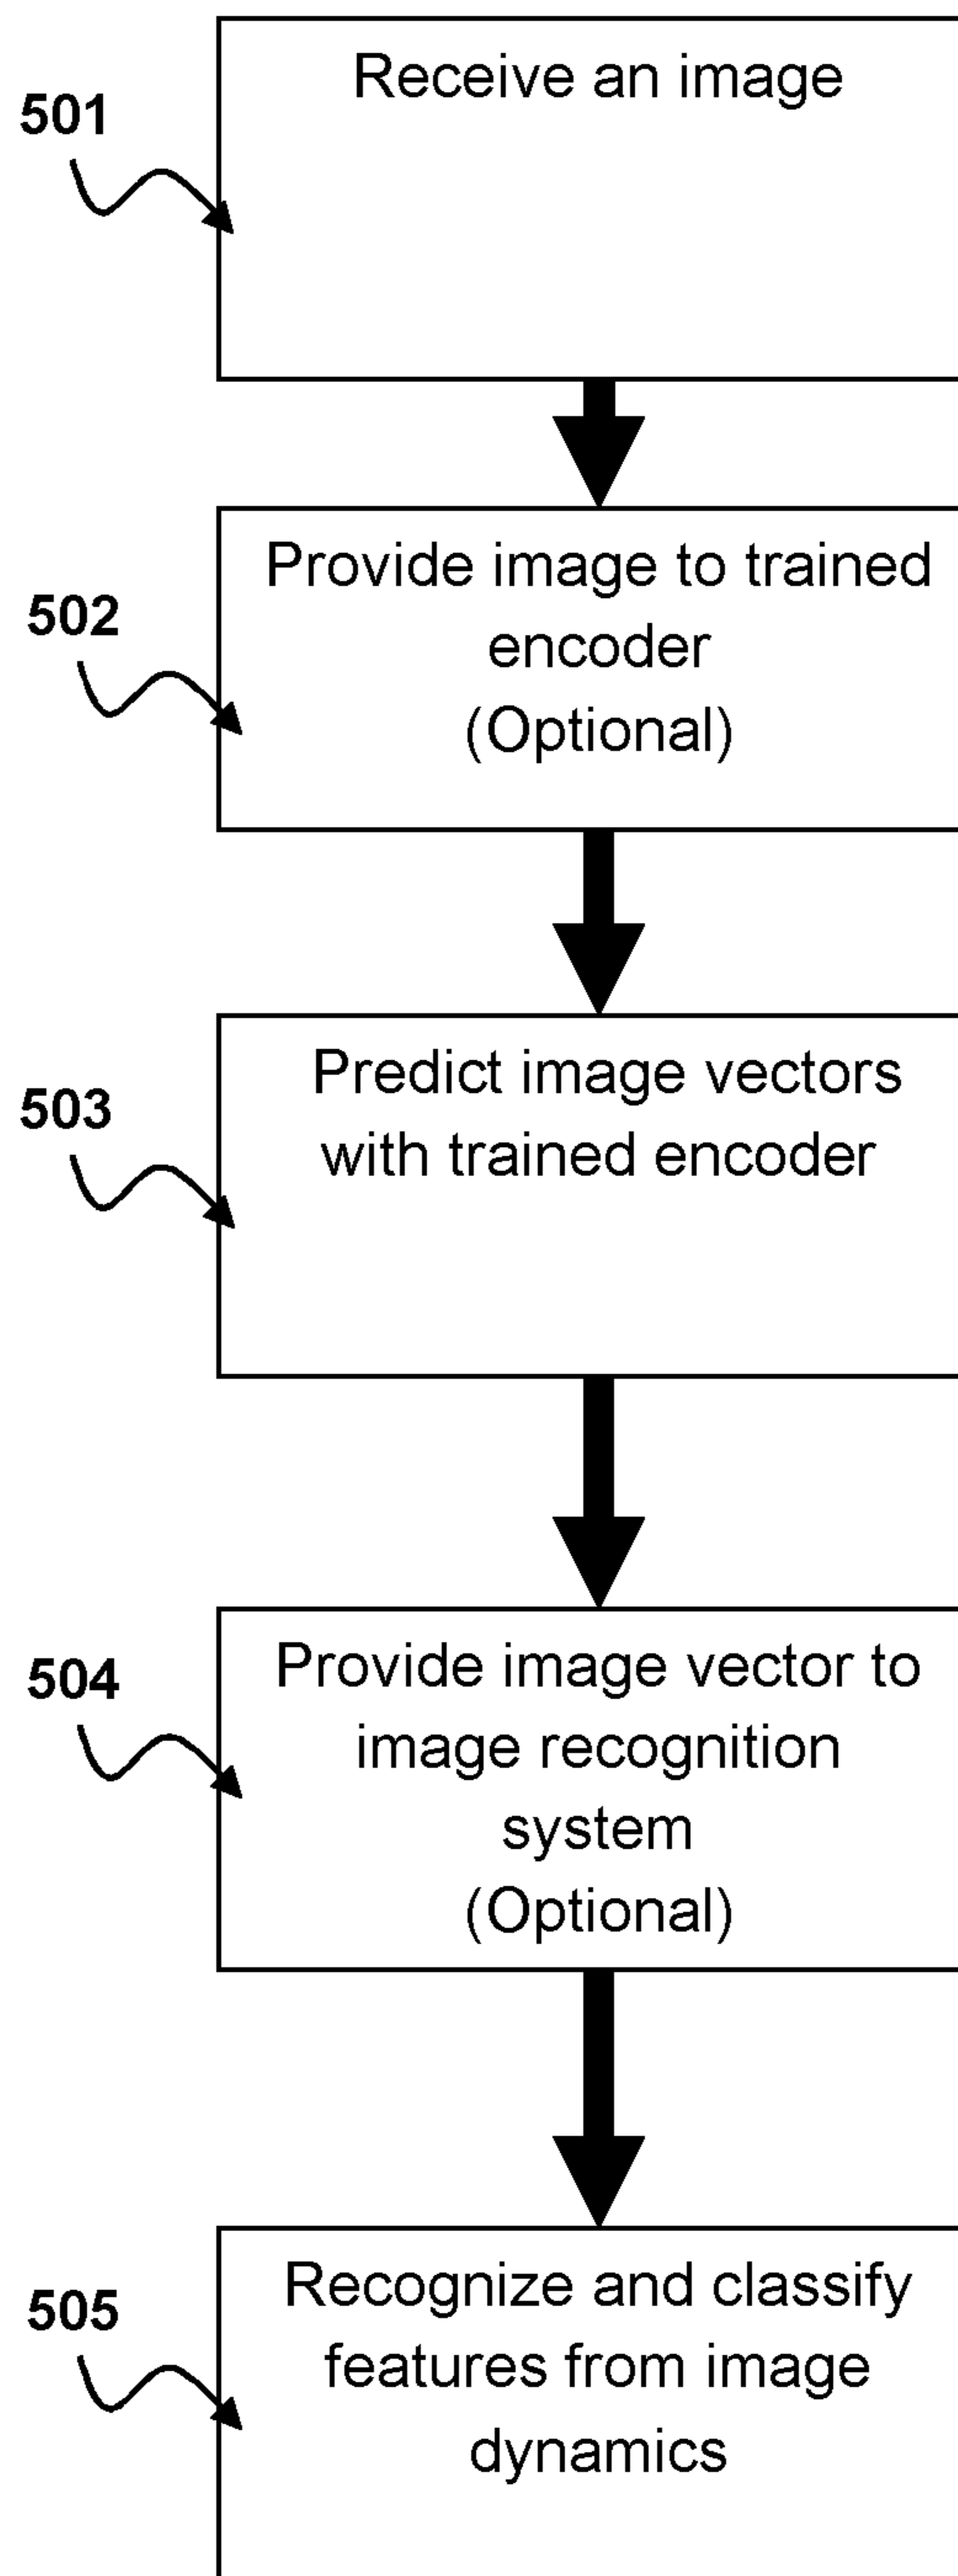 501
Receive an image
502
Provide image to trained
encoder
(Optional)
503
Predict image vectors
with trained encoder
504
Provide image vector to
image recognition
system
(Optional)
505
Recognize and classify
features from image
dynamics